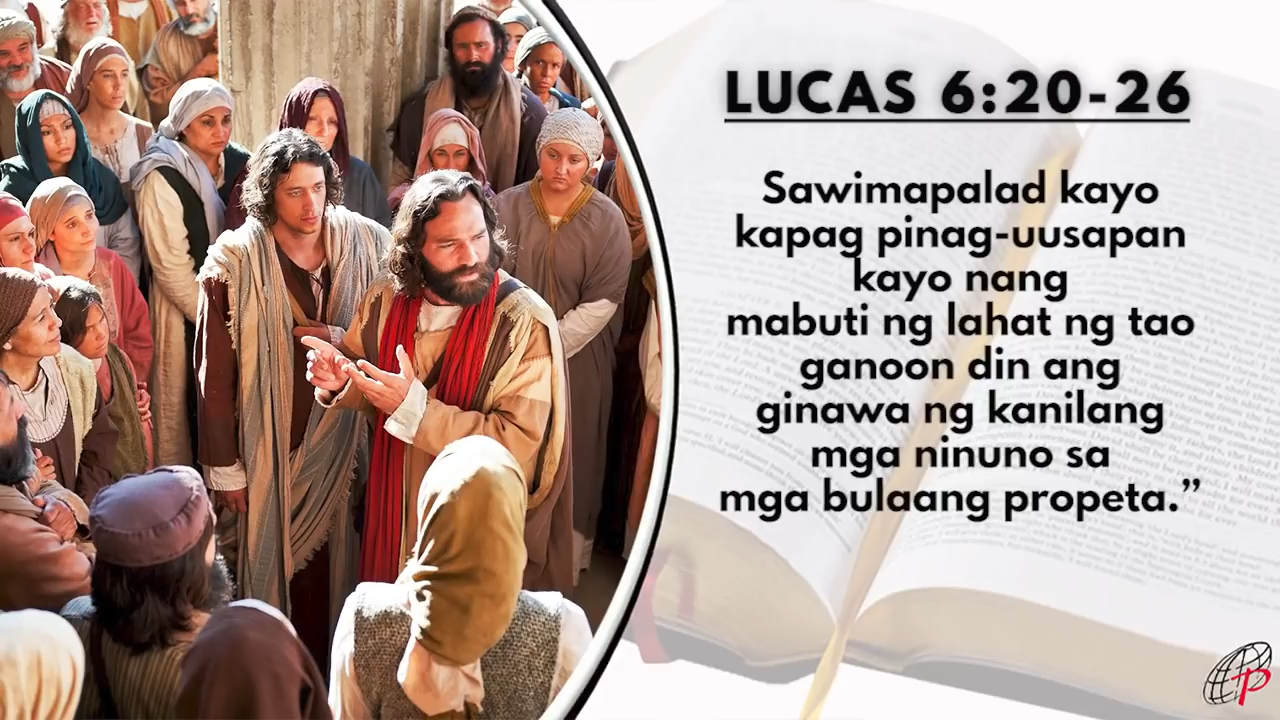 LUCAS 6:20-26
Sawimapalad kayo
kapag pinag-uusapan
kayo nang
mabuti ng lahat ng tao
ganoon din ang
ginawa ng kanilang
mga ninuno sa
mga bulaang propeta.”